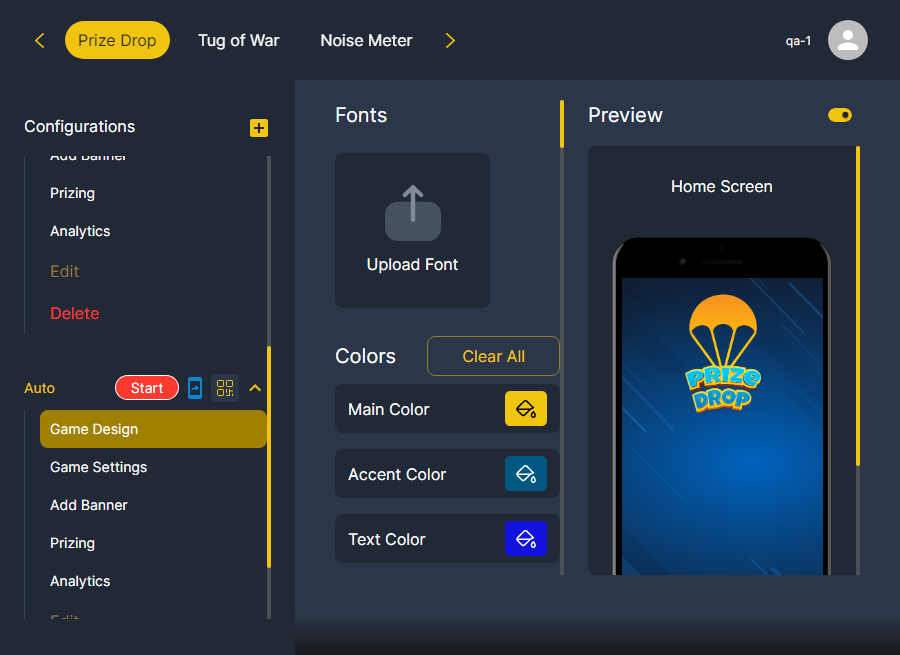 Prize Drop
Tug of War
Noise Meter
qa-1
Configurations
Add Banner
Prizing
Analytics
Edit
Delete
Auto
Start
Game Design
Game Settings
Add Banner
Prizing
Analytics
Edit
Fonts
Upload Font
Colors
Clear All
Main Color
Accent Color
Text Color
Preview
Home Screen
PRIZE
DROP